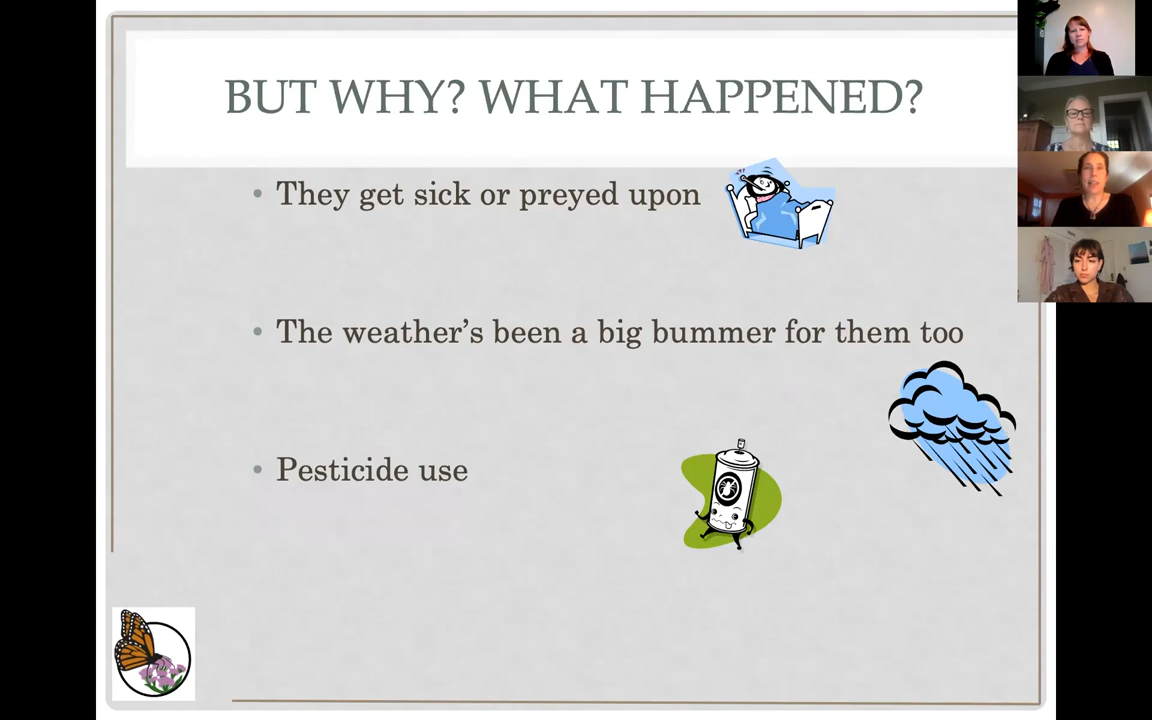 BUT WHY? WHAT HAPPENED?
• They get sick or preyed upon
• The weather’s been a big bummer for them too
• Pesticide use